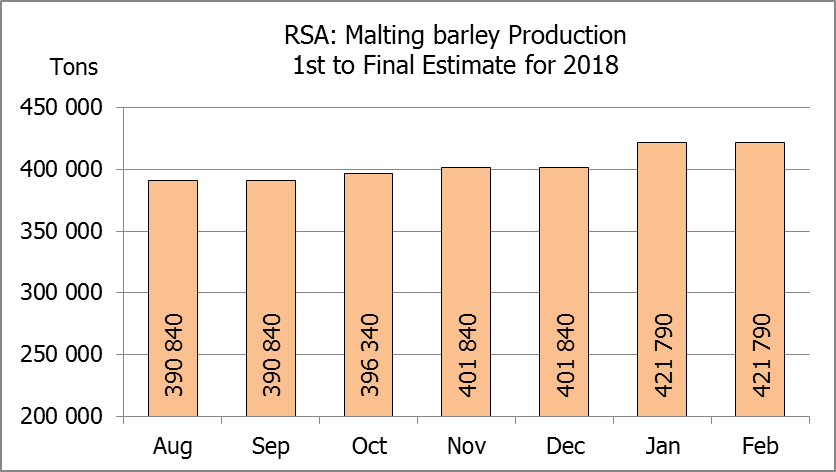 RSA: Malting barley Production
1st to Final Estimate for 2018
Tons
450 000
400 000
350 000
300 000
250 000
200 000
390 840
390 840
396 340
401 840
401 840
421 790
421 790
Aug
Sep
Oct
Nov
Dec
Jan
Feb